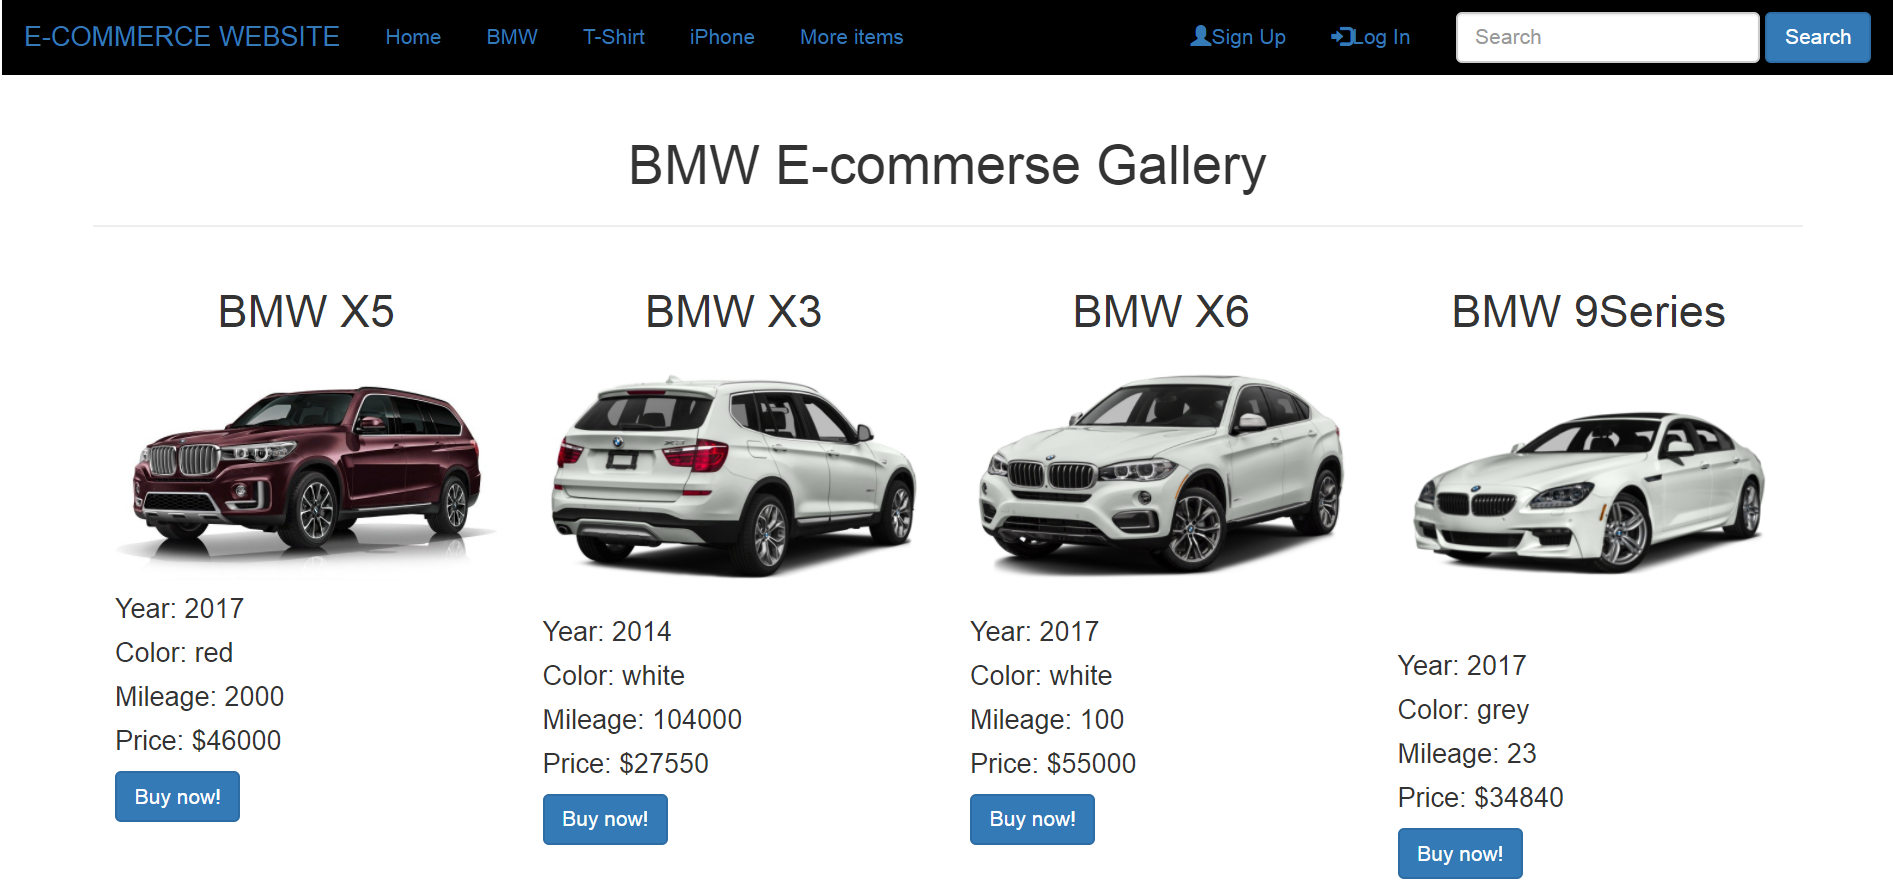 E-COMMERCE WEBSITE Home BMW T-Shirt iPhone More items Sign Up Log In Search Search
BMW E-commerse Gallery
BMW X5
Year: 2017
Color: red
Mileage: 2000
Price: $46000
Buy now!
BMW X3
Year: 2014
Color: white
Mileage: 104000
Price: $27550
Buy now!
BMW X6
Year: 2017
Color: white
Mileage: 100
Price: $55000
Buy now!
BMW 9Series
Year: 2017
Color: grey
Mileage: 23
Price: $34840
Buy now!